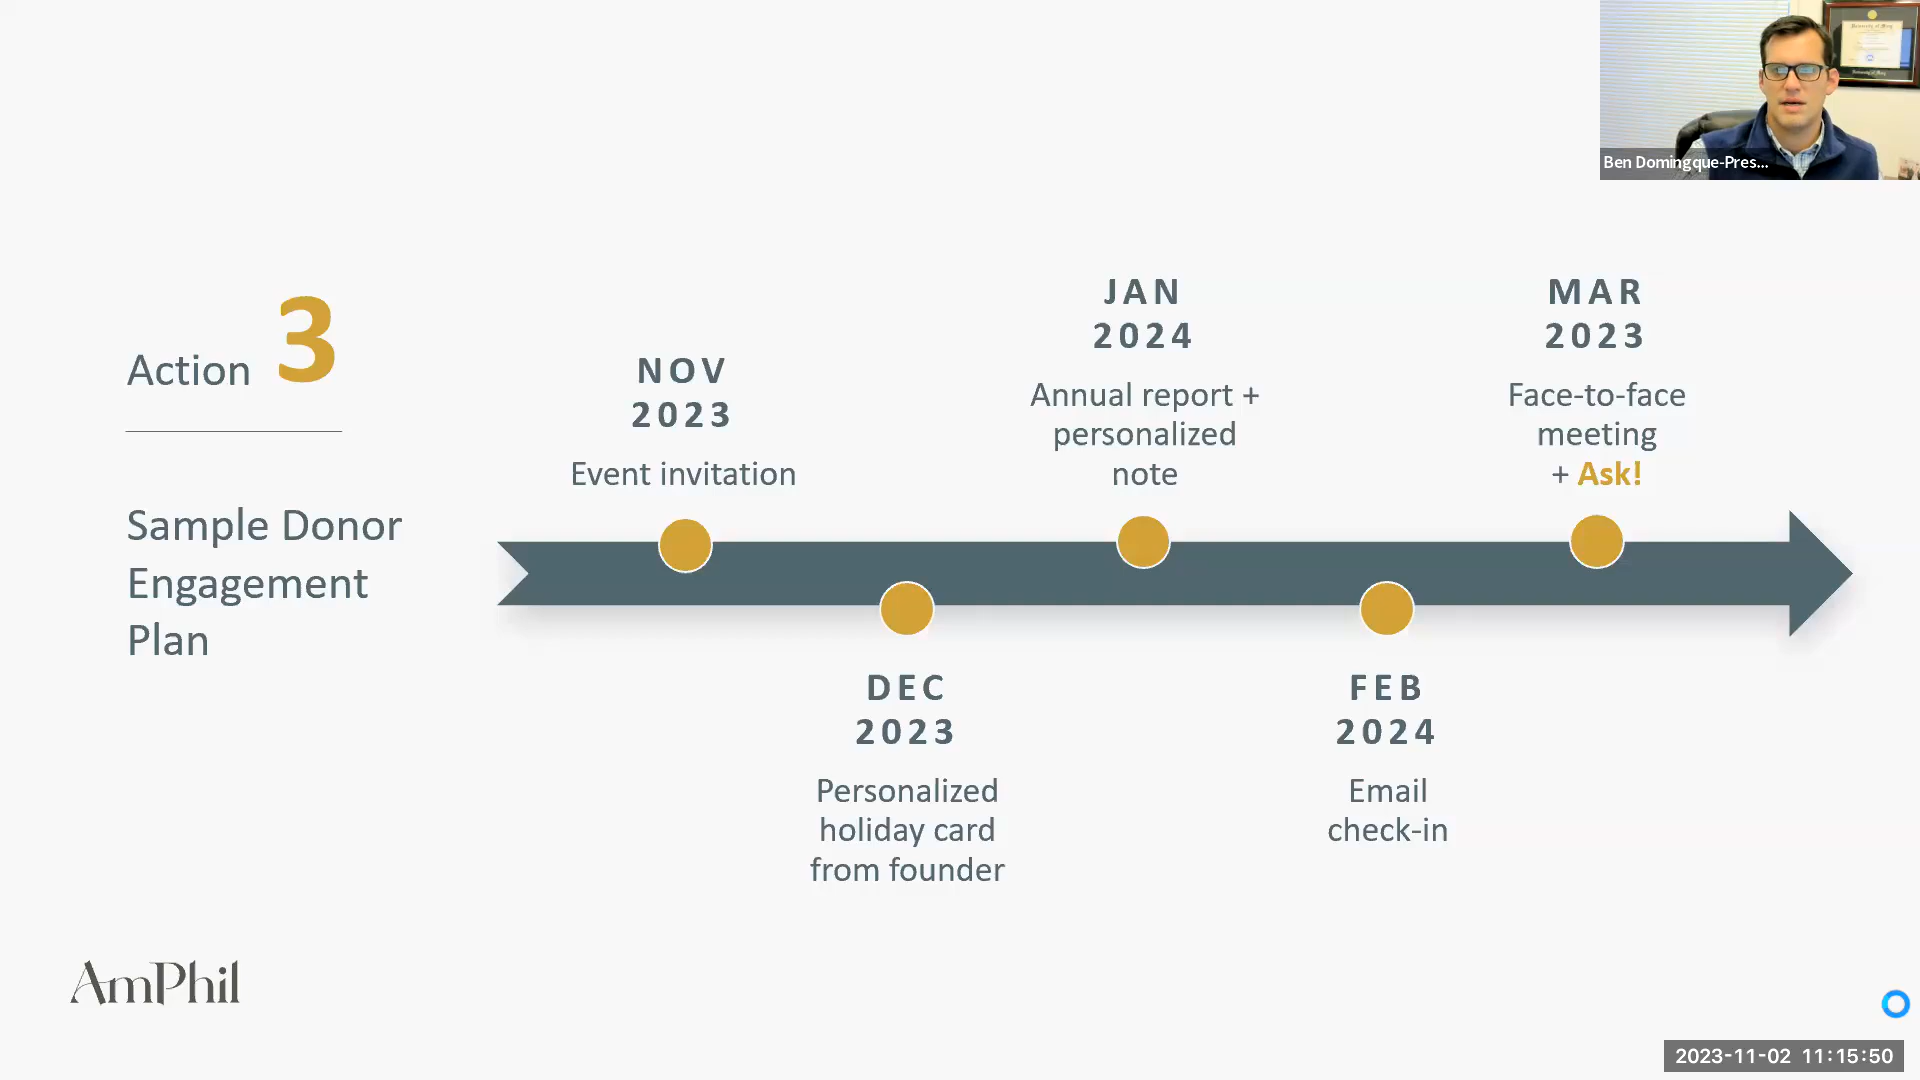 Ben Domingque-Pres...
Action 3
Sample Donor
Engagement
Plan
NOV
2023
Event invitation
DEC
2023
Personalized
holiday card
from founder
JAN
2024
Annual report +
personalized
note
FEB
2024
Email
check-in
MAR
2023
Face-to-face
meeting
+ Ask!
AmPhil
2023-11-02 11:15:50